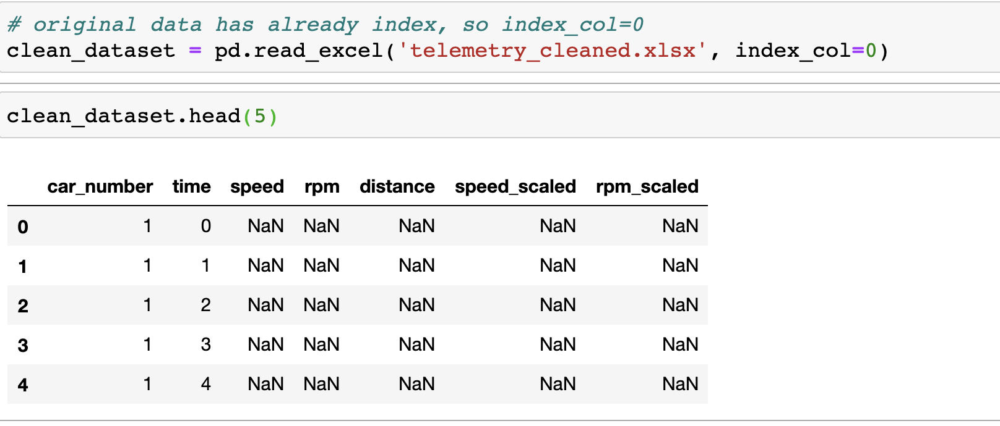 # original data has already index, so index_col=0
clean_dataset = pd.read_excel('telemetry_cleaned.xlsx', index_col=0)
clean_dataset.head(5)
car_number time speed rpm distance speed_scaled rpm_scaled
0 1 0 NaN NaN NaN NaN NaN
1 1 1 NaN NaN NaN NaN NaN
2 1 2 NaN NaN NaN NaN NaN
3 1 3 NaN NaN NaN NaN NaN
4 1 4 NaN NaN NaN NaN NaN